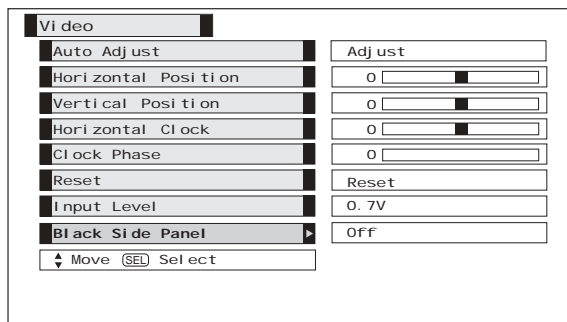 Video
Auto Adjust Adjust
Horizontal Position 0
Vertical Position 0
Horizontal Clock 0
Clock Phase 0
Reset Reset
Input Level 0.7V
Black Side Panel Off
Move SEL Select